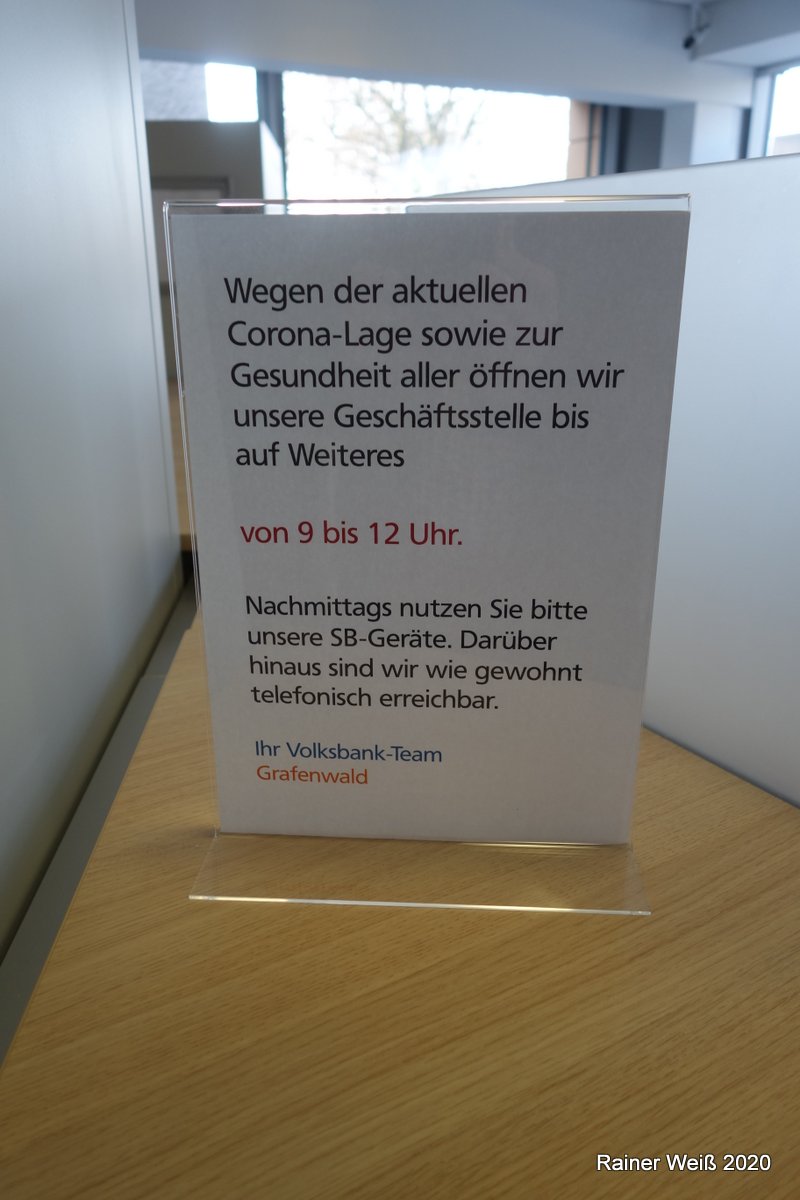 Wegen der aktuellen
Corona-Lage sowie zur
Gesundheit aller öffnen wir
unsere Geschäftsstelle bis
auf Weiteres
von 9 bis 12 Uhr.
Nachmittags nutzen Sie bitte
unsere SB-Geräte. Darüber
hinaus sind wir wie gewohnt
telefonisch erreichbar.
Ihr Volksbank-Team
Grafenwald
Rainer Weiß 2020